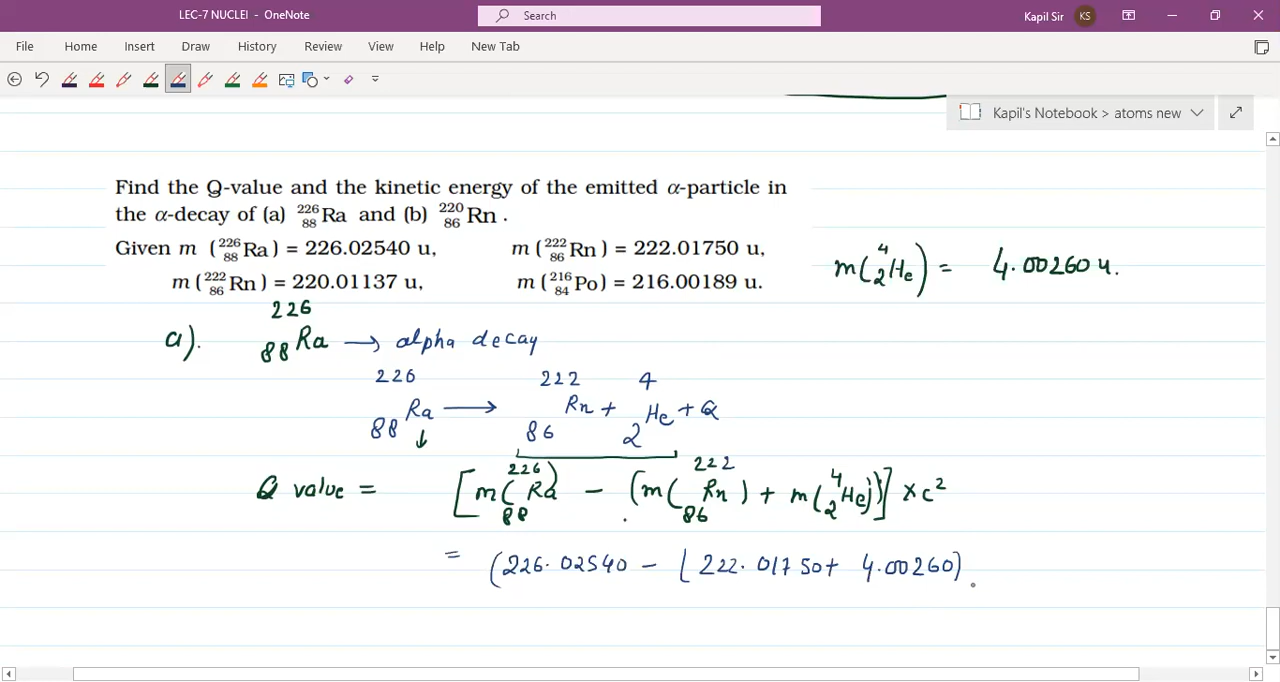 LEC-7 NUCLEI - OneNote
Search
Kapil Sir KS
File Home Insert Draw History Review View Help New Tab
Kapil's Notebook > atoms new
Find the Q-value and the kinetic energy of the emitted α-particle in
the α-decay of (a) ²²⁶₈₈Ra and (b) ²²⁰₈₆Rn .
Given m (²²⁶₈₈Ra) = 226.02540 u, m (²²²₈₆Rn) = 222.01750 u,
m (²²²₈₆Rn) = 220.01137 u, m (²¹⁶₈₄Po) = 216.00189 u.
m(⁴₂He) = 4.00260 u.
a). ²²⁶₈₈Ra → alpha decay
²²⁶₈₈Ra → ²²²₈₆Rn + ⁴₂He + Q
Q value = [m(²²⁶₈₈Ra) - (m(²²²₈₆Rn) + m(⁴₂He))] × c²
= (226.02540 - (222.01750 + 4.00260)